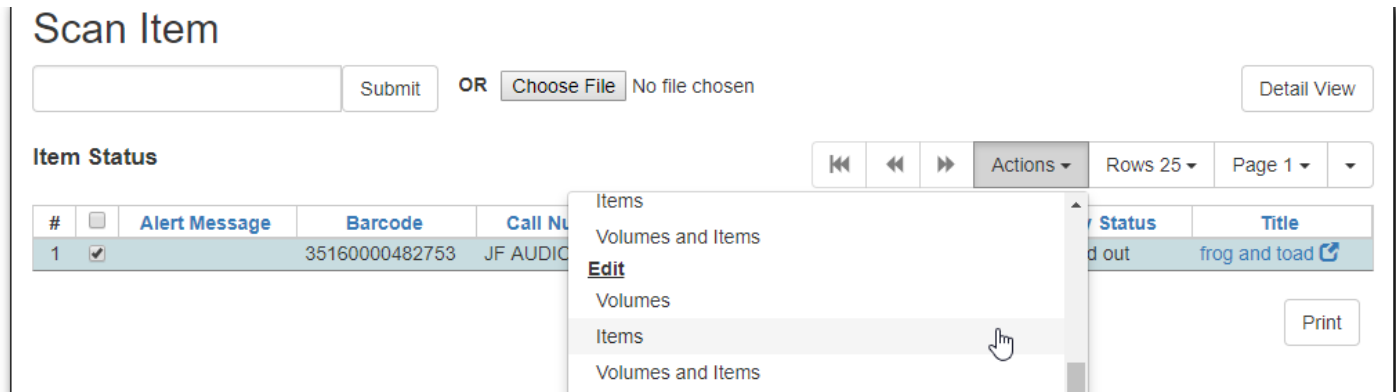 Scan Item
Submit OR Choose File No file chosen Detail View
Item Status Actions Rows 25 Page 1
# Alert Message Barcode Call Nu Status Title
1 35160000482753 JF AUDIO d out frog and toad
Items
Volumes and Items
Edit
Volumes
Items
Volumes and Items
Print